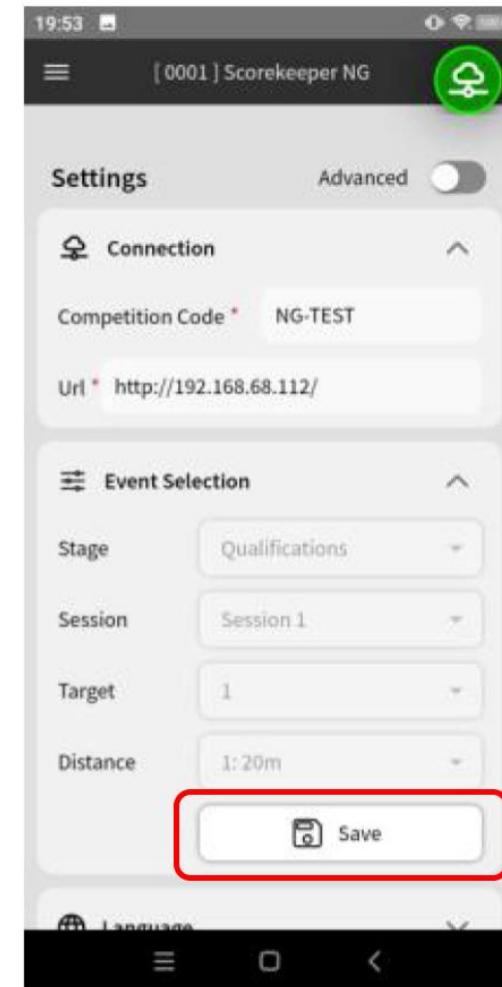 19:53
[ 0001 ] Scorekeeper NG
Settings Advanced
Connection
Competition Code * NG-TEST
Url * http://192.168.68.112/
Event Selection
Stage Qualifications
Session Session 1
Target 1
Distance 1: 20m
Save
Language